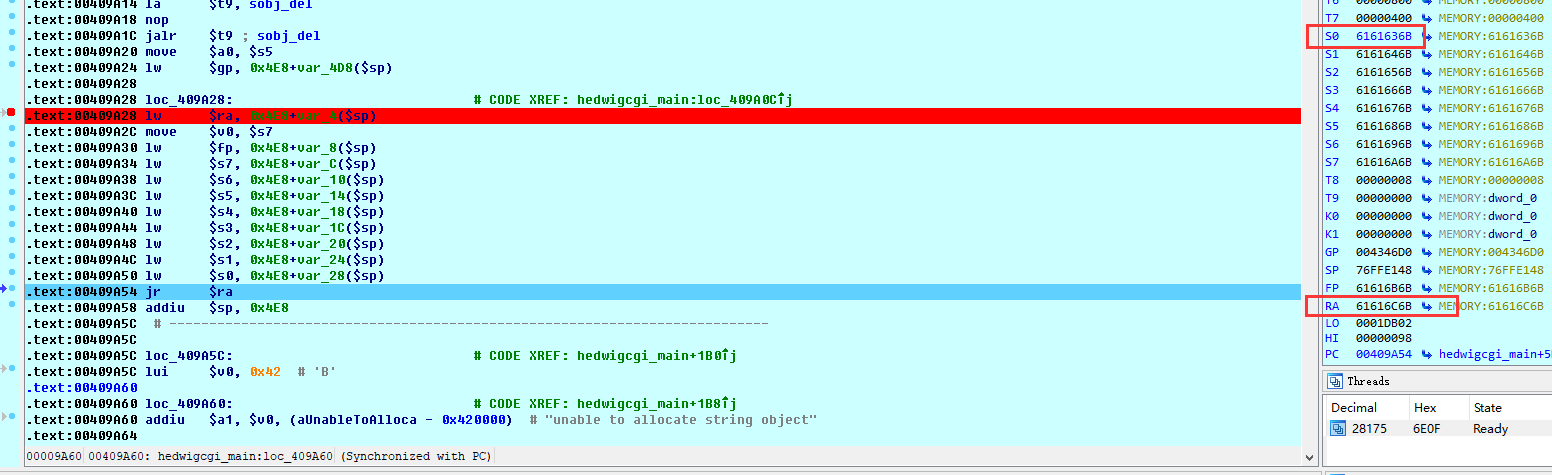 .text:00409A14 la $t9, sobj_del
.text:00409A18 nop
.text:00409A1C jalr $t9 ; sobj_del
.text:00409A20 move $a0, $s5
.text:00409A24 lw $gp, 0x4E8+var_4D8($sp)
.text:00409A28
.text:00409A28 loc_409A28: # CODE XREF: hedwigcgi_main:loc_409A0C↑j
.text:00409A28 lw $ra, 0x4E8+var_4($sp)
.text:00409A2C move $v0, $s7
.text:00409A30 lw $fp, 0x4E8+var_8($sp)
.text:00409A34 lw $s7, 0x4E8+var_C($sp)
.text:00409A38 lw $s6, 0x4E8+var_10($sp)
.text:00409A3C lw $s5, 0x4E8+var_14($sp)
.text:00409A40 lw $s4, 0x4E8+var_18($sp)
.text:00409A44 lw $s3, 0x4E8+var_1C($sp)
.text:00409A48 lw $s2, 0x4E8+var_20($sp)
.text:00409A4C lw $s1, 0x4E8+var_24($sp)
.text:00409A50 lw $s0, 0x4E8+var_28($sp)
.text:00409A54 jr $ra
.text:00409A58 addiu $sp, 0x4E8
.text:00409A5C # ---------------------------------------------------------------------------
.text:00409A5C
.text:00409A5C loc_409A5C: # CODE XREF: hedwigcgi_main+1B0↑j
.text:00409A5C lui $v0, 0x42 # 'B'
.text:00409A60
.text:00409A60 loc_409A60: # CODE XREF: hedwigcgi_main+1B8↑j
.text:00409A60 addiu $a1, $v0, (aUnableToAlloca - 0x420000) # "unable to allocate string object"
.text:00409A64
00009A60 00409A60: hedwigcgi_main:loc_409A60 (Synchronized with PC)
T6 00000800 MEMORY:00000800
T7 00000400 MEMORY:00000400
S0 6161636B MEMORY:6161636B
S1 6161646B MEMORY:6161646B
S2 6161656B MEMORY:6161656B
S3 6161666B MEMORY:6161666B
S4 6161676B MEMORY:6161676B
S5 6161686B MEMORY:6161686B
S6 6161696B MEMORY:6161696B
S7 61616A6B MEMORY:61616A6B
T8 00000008 MEMORY:00000008
T9 00000000 MEMORY:dword_0
K0 00000000 MEMORY:dword_0
K1 00000000 MEMORY:dword_0
GP 004346D0 MEMORY:004346D0
SP 76FFE148 MEMORY:76FFE148
FP 61616B6B MEMORY:61616B6B
RA 61616C6B MEMORY:61616C6B
LO 0001DB02
HI 00000098
PC 00409A54 hedwigcgi_main+5
Threads
Decimal Hex State
28175 6E0F Ready